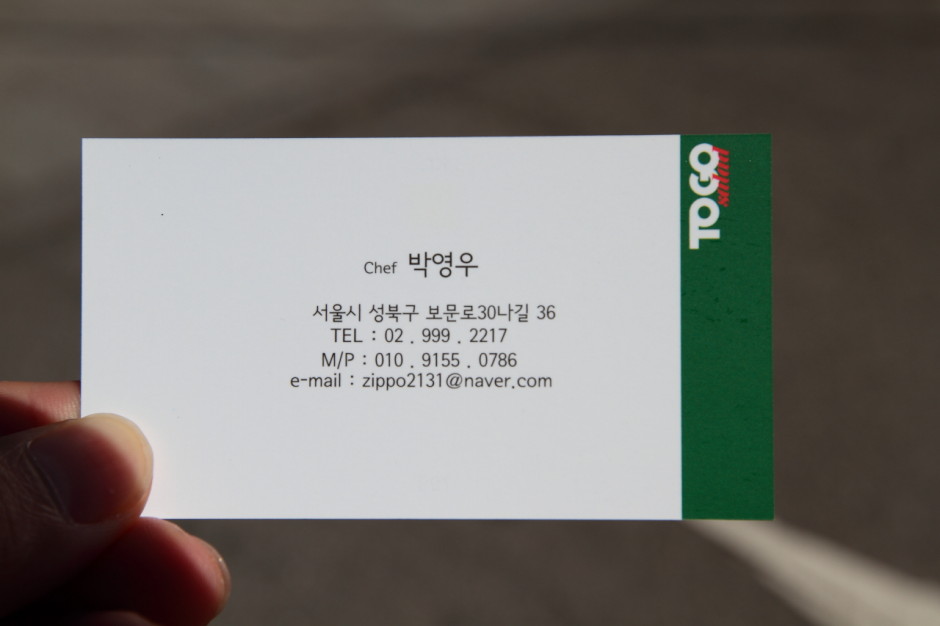 Chef 박영우
서울시 성북구 보문로30나길 36
TEL : 02 . 999 . 2217
M/P : 010 . 9155 . 0786
e-mail : zippo2131@naver.com
TOGO
salad